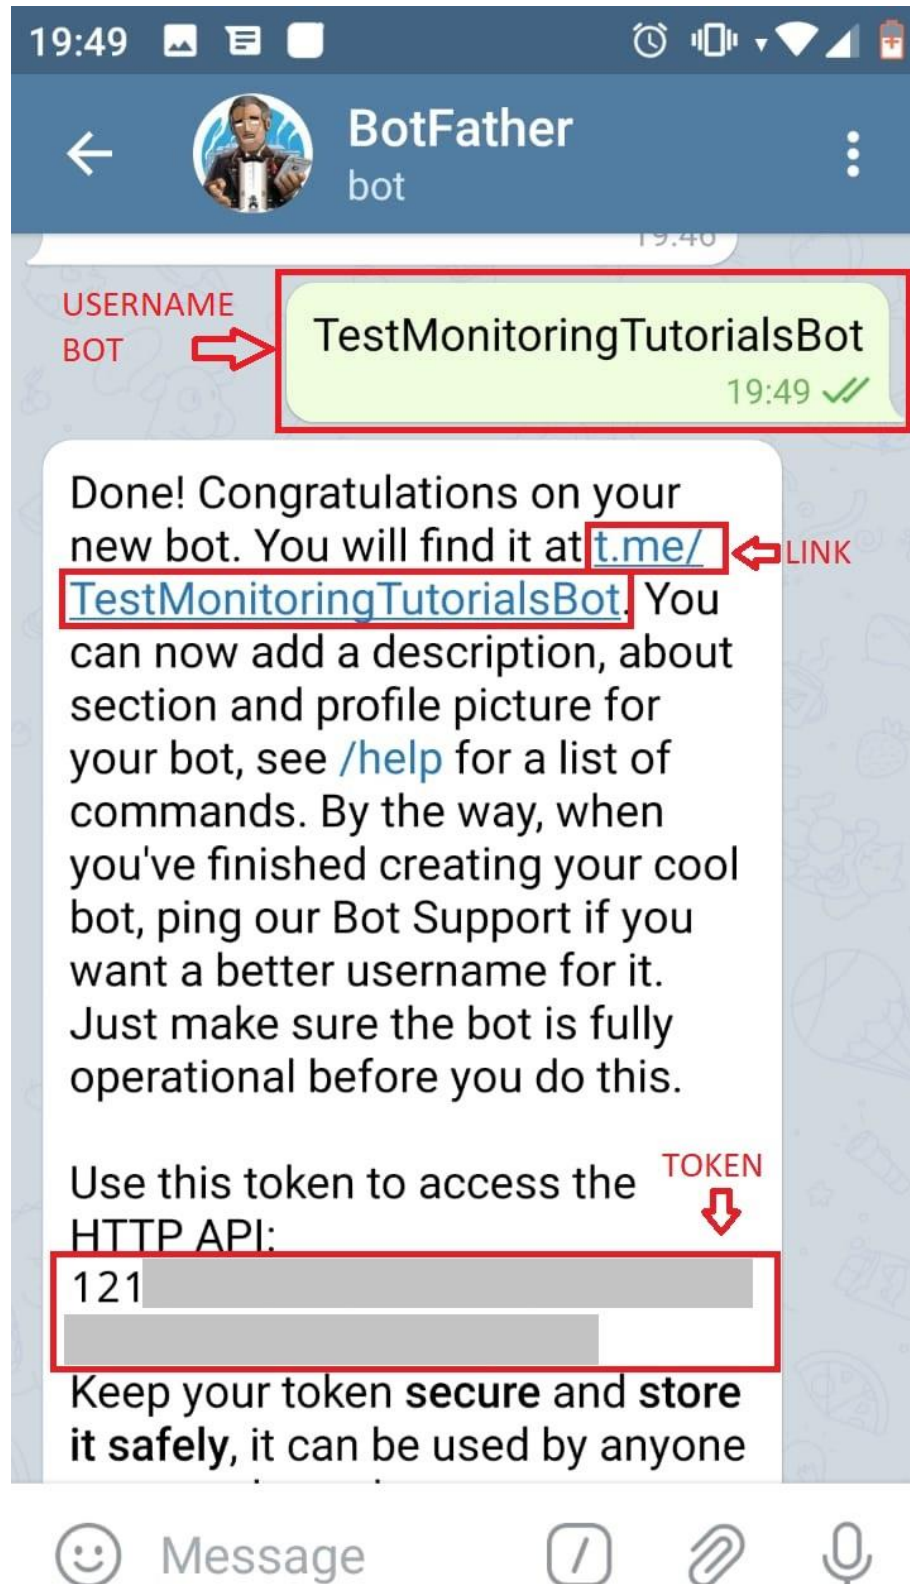 19:49
BotFather
bot
19:46
USERNAME
BOT
TestMonitoringTutorialsBot
19:49
Done! Congratulations on your
new bot. You will find it at t.me/
LINK
TestMonitoringTutorialsBot. You
can now add a description, about
section and profile picture for
your bot, see /help for a list of
commands. By the way, when
you've finished creating your cool
bot, ping our Bot Support if you
want a better username for it.
Just make sure the bot is fully
operational before you do this.
TOKEN
Use this token to access the
HTTP API:
121
Keep your token secure and store
it safely, it can be used by anyone
Message